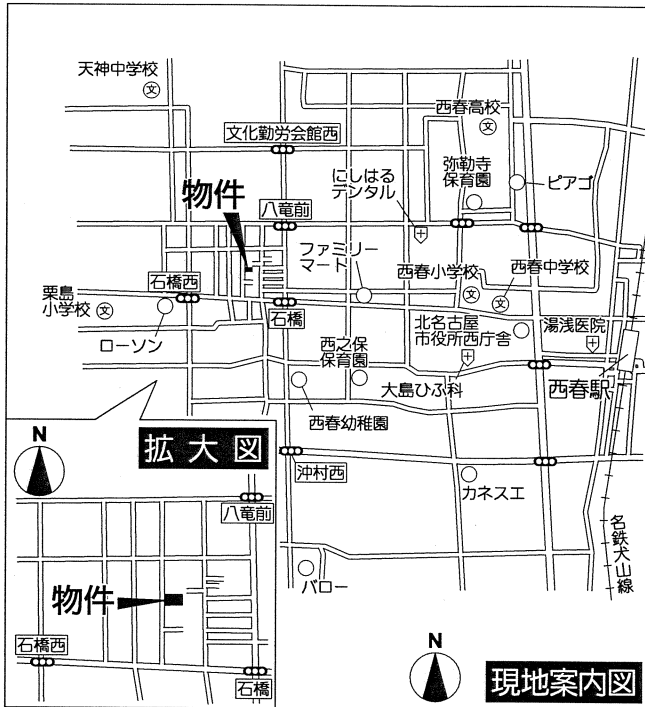 天神中学校
文
西春高校
文
文化勤労会館西
弥勒寺
保育園
にしはる
デンタル
ピアゴ
物件
八竜前
ファミリー
マート
西春小学校
文
西春中学校
文
石橋西
栗島
小学校
文
石橋
ローソン
北名古屋
市役所西庁舎
湯浅医院
西之保
保育園
大島ひふ科
西春駅
西春幼稚園
沖村西
カネスエ
名鉄犬山線
バロー
N
拡大図
八竜前
物件
石橋西
石橋
N
現地案内図